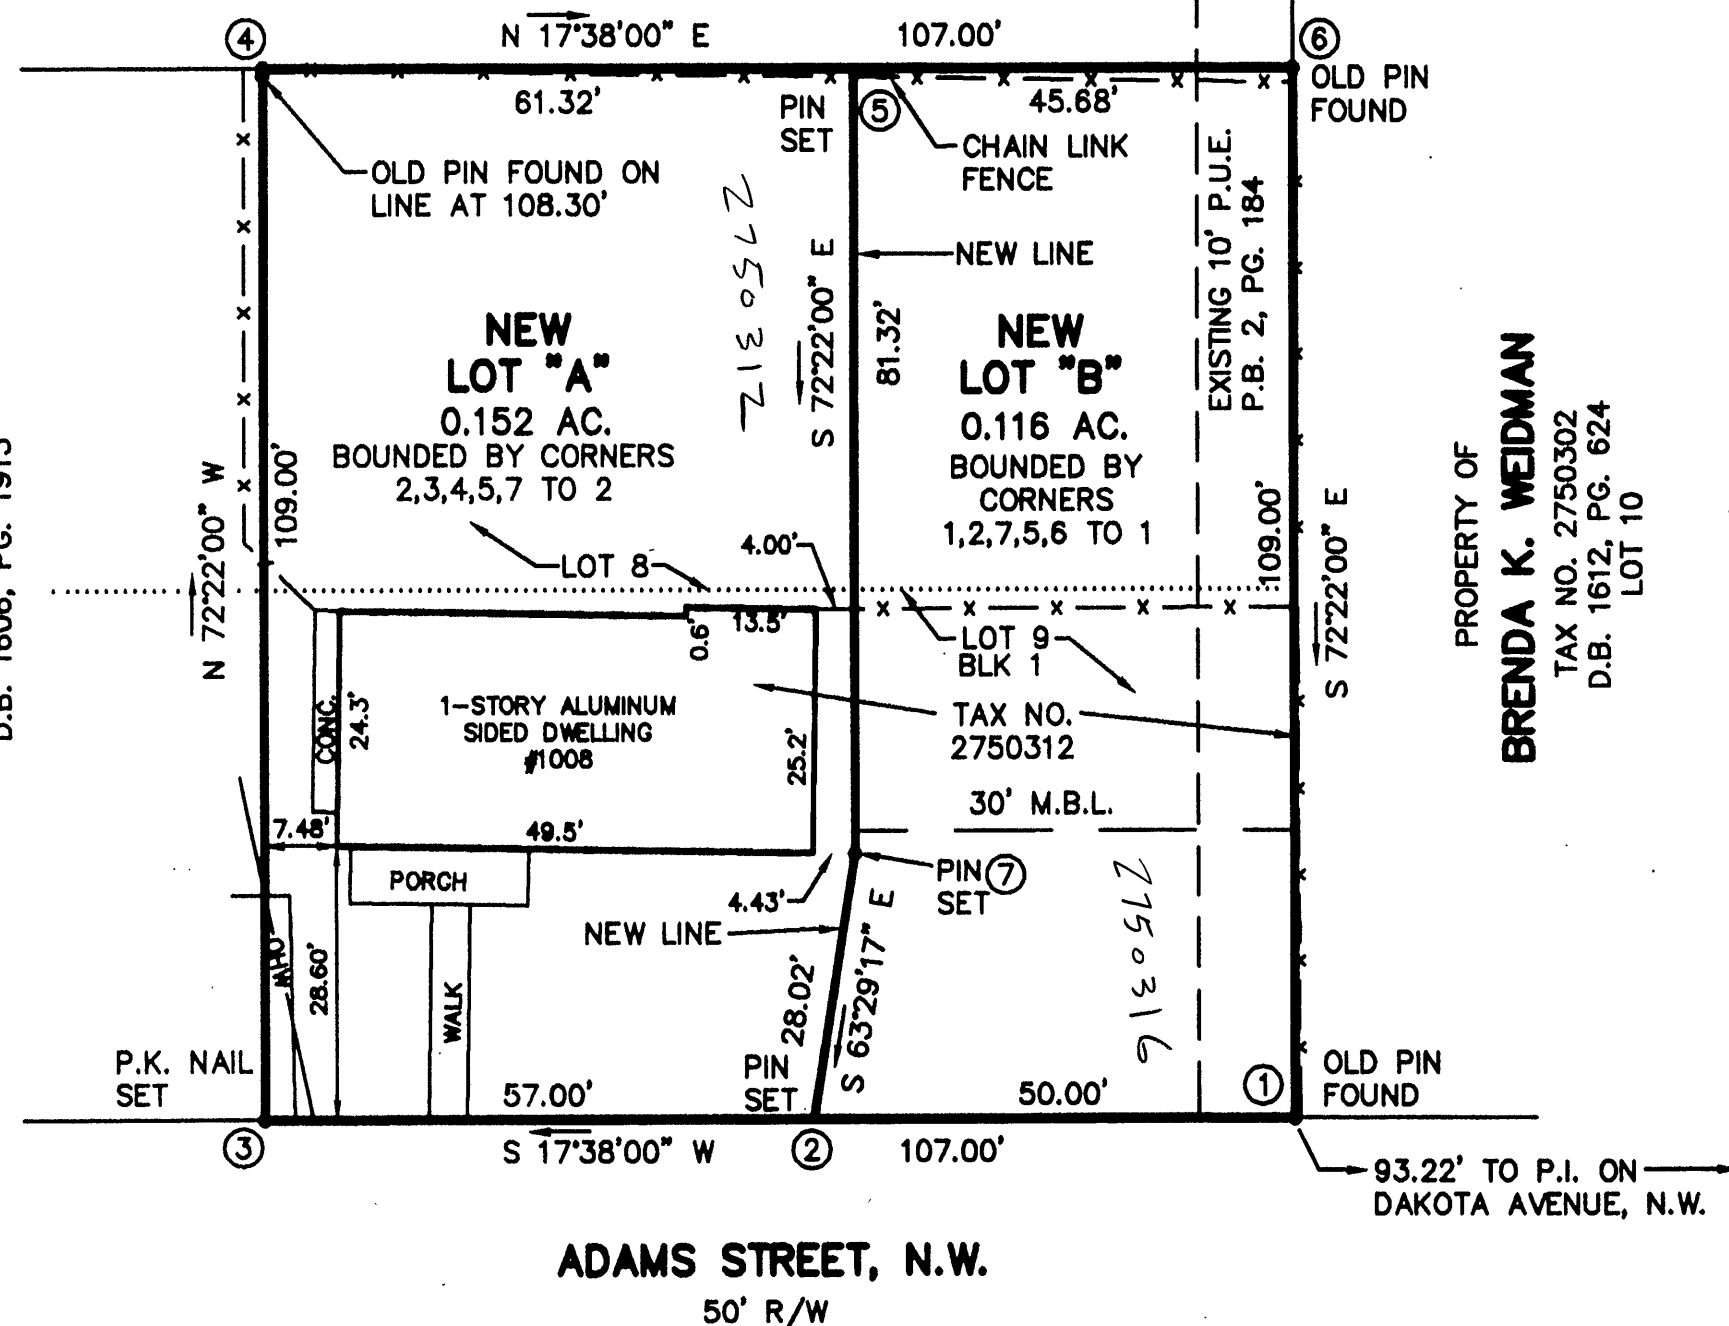 N 17°38'00" E
107.00'
4
6
OLD PIN
FOUND
61.32'
PIN
SET
5
45.68'
CHAIN LINK
FENCE
OLD PIN FOUND ON
LINE AT 108.30'
2750312
S 72°22'00" E
NEW LINE
81.32'
EXISTING 10' P.U.E.
P.B. 2, PG. 184
NEW
LOT "A"
0.152 AC.
BOUNDED BY CORNERS
2,3,4,5,7 TO 2
NEW
LOT "B"
0.116 AC.
BOUNDED BY
CORNERS
1,2,7,5,6 TO 1
N 72°22'00" W
109.00'
109.00'
S 72°22'00" E
PROPERTY OF
BRENDA K. WEIDMAN
TAX NO. 2750302
D.B. 1612, PG. 624
LOT 10
D.B. 1606, PG. 1915
LOT 8
4.00'
0.6'
13.5'
LOT 9
BLK 1
CONC.
24.3'
1-STORY ALUMINUM
SIDED DWELLING
#1008
25.2'
TAX NO.
2750312
30' M.B.L.
7.48'
49.5'
PORCH
4.43'
PIN
SET
7
NEW LINE
2750316
OHW
28.60'
WALK
28.02'
S 63°29'17" E
P.K. NAIL
SET
57.00'
PIN
SET
50.00'
1
OLD PIN
FOUND
3
S 17°38'00" W
2
107.00'
93.22' TO P.I. ON
DAKOTA AVENUE, N.W.
ADAMS STREET, N.W.
50' R/W